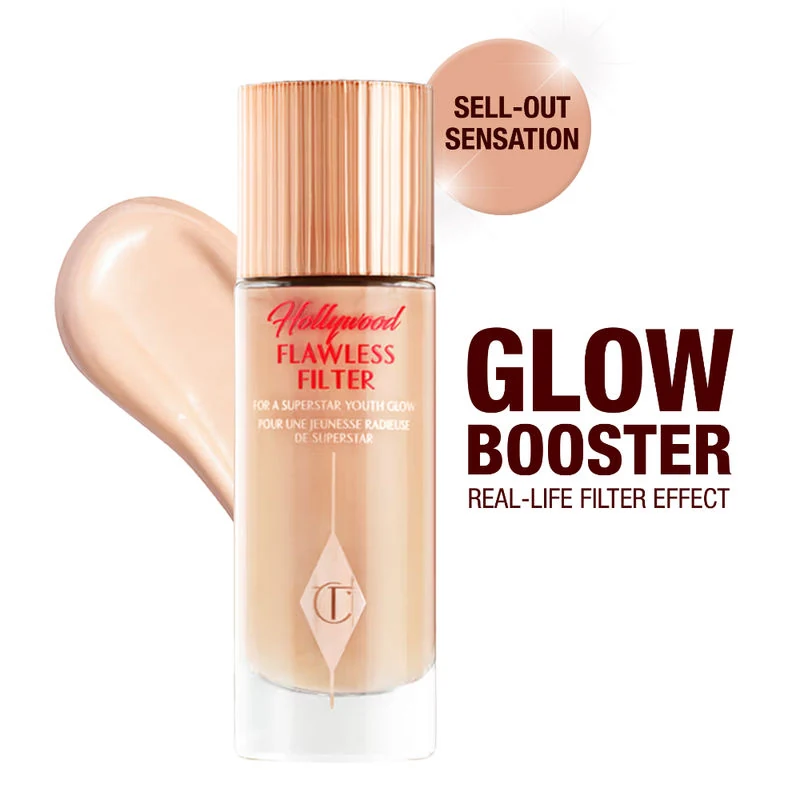 SELL-OUT
SENSATION
Hollywood
FLAWLESS
FILTER
FOR A SUPERSTAR YOUTH GLOW
POUR UNE JEUNESSE RADIEUSE
DE SUPERSTAR
CT
GLOW
BOOSTER
REAL-LIFE FILTER EFFECT